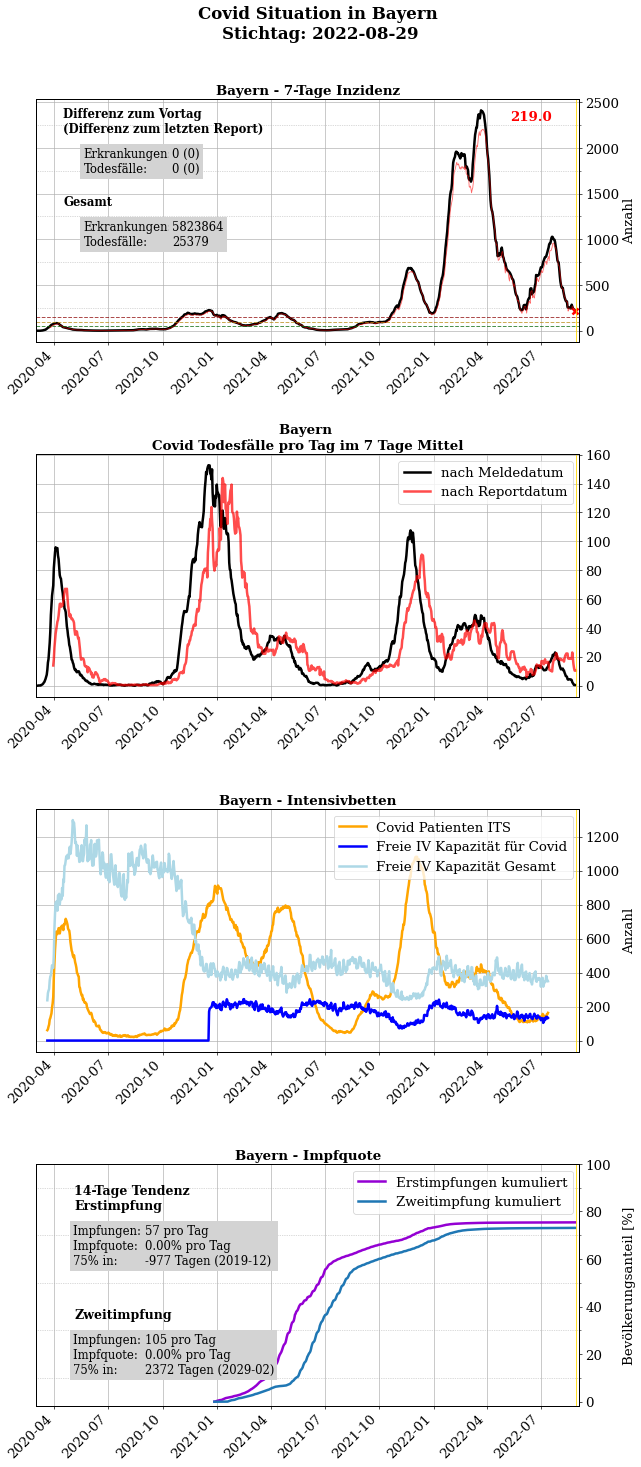 Covid Situation in Bayern
Stichtag: 2022-08-29
Bayern - 7-Tage Inzidenz
Differenz zum Vortag
(Differenz zum letzten Report)
Erkrankungen 0 (0)
Todesfälle: 0 (0)
Gesamt
Erkrankungen 5823864
Todesfälle: 25379
219.0
2500
2000
1500
1000
500
0
Anzahl
2020-04
2020-07
2020-10
2021-01
2021-04
2021-07
2021-10
2022-01
2022-04
2022-07
Bayern
Covid Todesfälle pro Tag im 7 Tage Mittel
nach Meldedatum
nach Reportdatum
160
140
120
100
80
60
40
20
0
2020-04
2020-07
2020-10
2021-01
2021-04
2021-07
2021-10
2022-01
2022-04
2022-07
Bayern - Intensivbetten
Covid Patienten ITS
Freie IV Kapazität für Covid
Freie IV Kapazität Gesamt
1200
1000
800
600
400
200
0
Anzahl
2020-04
2020-07
2020-10
2021-01
2021-04
2021-07
2021-10
2022-01
2022-04
2022-07
Bayern - Impfquote
14-Tage Tendenz
Erstimpfung
Impfungen: 57 pro Tag
Impfquote: 0.00% pro Tag
75% in: -977 Tagen (2019-12)
Zweitimpfung
Impfungen: 105 pro Tag
Impfquote: 0.00% pro Tag
75% in: 2372 Tagen (2029-02)
Erstimpfungen kumuliert
Zweitimpfung kumuliert
100
80
60
40
20
0
Bevölkerungsanteil [%]
2020-04
2020-07
2020-10
2021-01
2021-04
2021-07
2021-10
2022-01
2022-04
2022-07